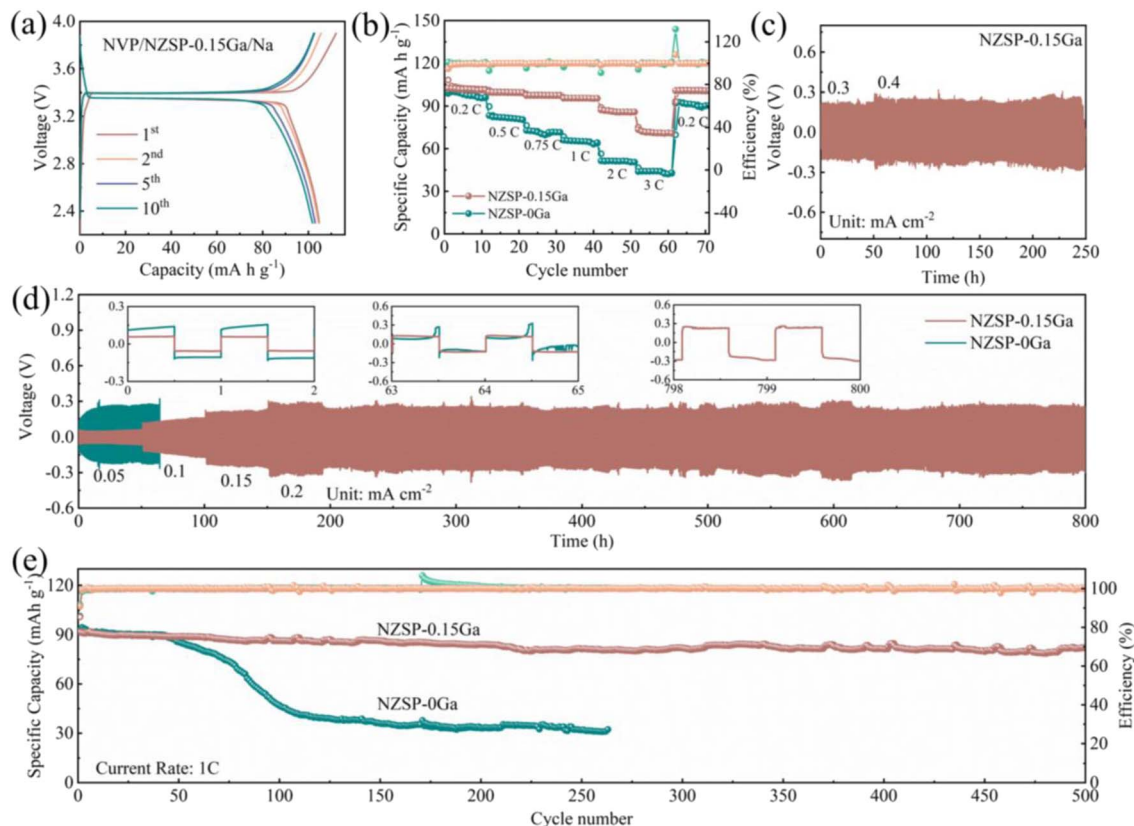 (a)
NVP/NZSP-0.15Ga/Na
Voltage (V)
3.9
3.6
3.3
3.0
2.7
2.4
1st
2nd
5th
10th
0 20 40 60 80 100
Capacity (mA h g-1)
(b)
Specific Capacity (mA h g-1)
150
120
90
60
30
0
0.2 C
0.5 C
0.75 C
1 C
2 C
3 C
0.2 C
NZSP-0.15Ga
NZSP-0Ga
0 10 20 30 40 50 60 70
Cycle number
120
80
40
0
-40
Efficiency (%)
(c)
NZSP-0.15Ga
Voltage (V)
0.6
0.3
0.0
-0.3
-0.6
0.3
0.4
Unit: mA cm-2
0 50 100 150 200 250
Time (h)
(d)
Voltage (V)
1.2
0.9
0.6
0.3
0.0
-0.3
-0.6
0.3
0.0
-0.3
0 1 2
0.6
0.3
0.0
-0.3
-0.6
63 64 65
0.6
0.3
0.0
-0.3
-0.6
798 799 800
NZSP-0.15Ga
NZSP-0Ga
0.05
0.1
0.15
0.2
Unit: mA cm-2
0 100 200 300 400 500 600 700 800
Time (h)
(e)
Specific Capacity (mAh g-1)
120
90
60
30
0
NZSP-0.15Ga
NZSP-0Ga
Current Rate: 1C
0 50 100 150 200 250 300 350 400 450 500
Cycle number
100
80
60
40
20
0
Efficiency (%)